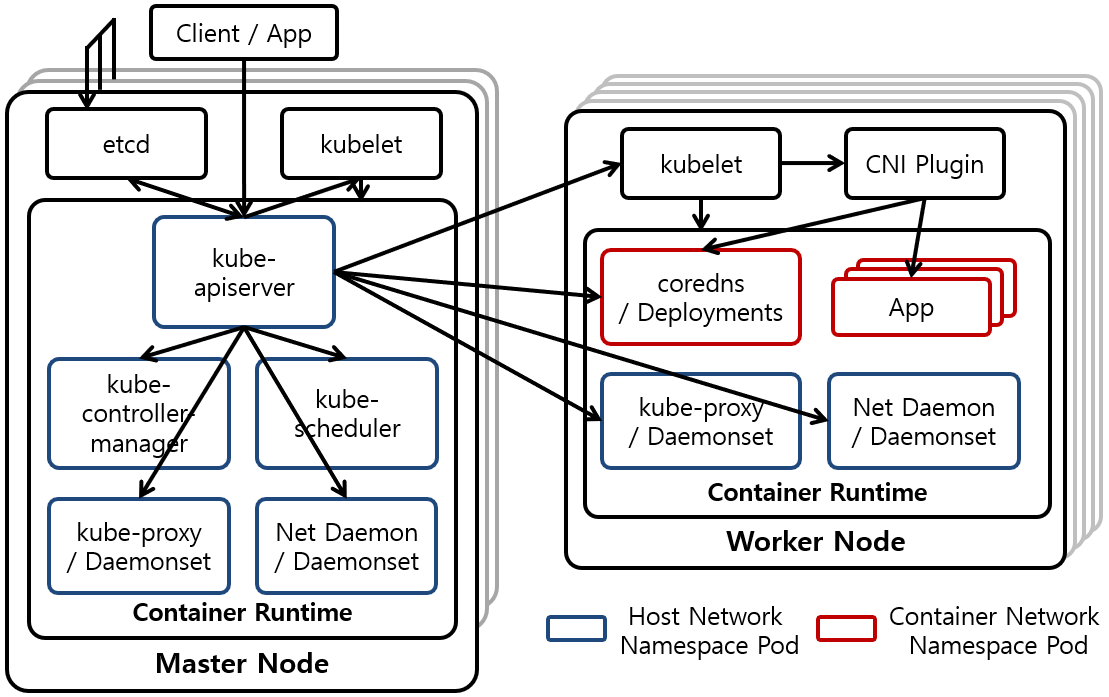 Client / App
etcd
kubelet
kube-
apiserver
kube-
controller-
manager
kube-
scheduler
kube-proxy
/ Daemonset
Net Daemon
/ Daemonset
Container Runtime
Master Node
kubelet
CNI Plugin
coredns
/ Deployments
App
kube-proxy
/ Daemonset
Net Daemon
/ Daemonset
Container Runtime
Worker Node
Host Network
Namespace Pod
Container Network
Namespace Pod